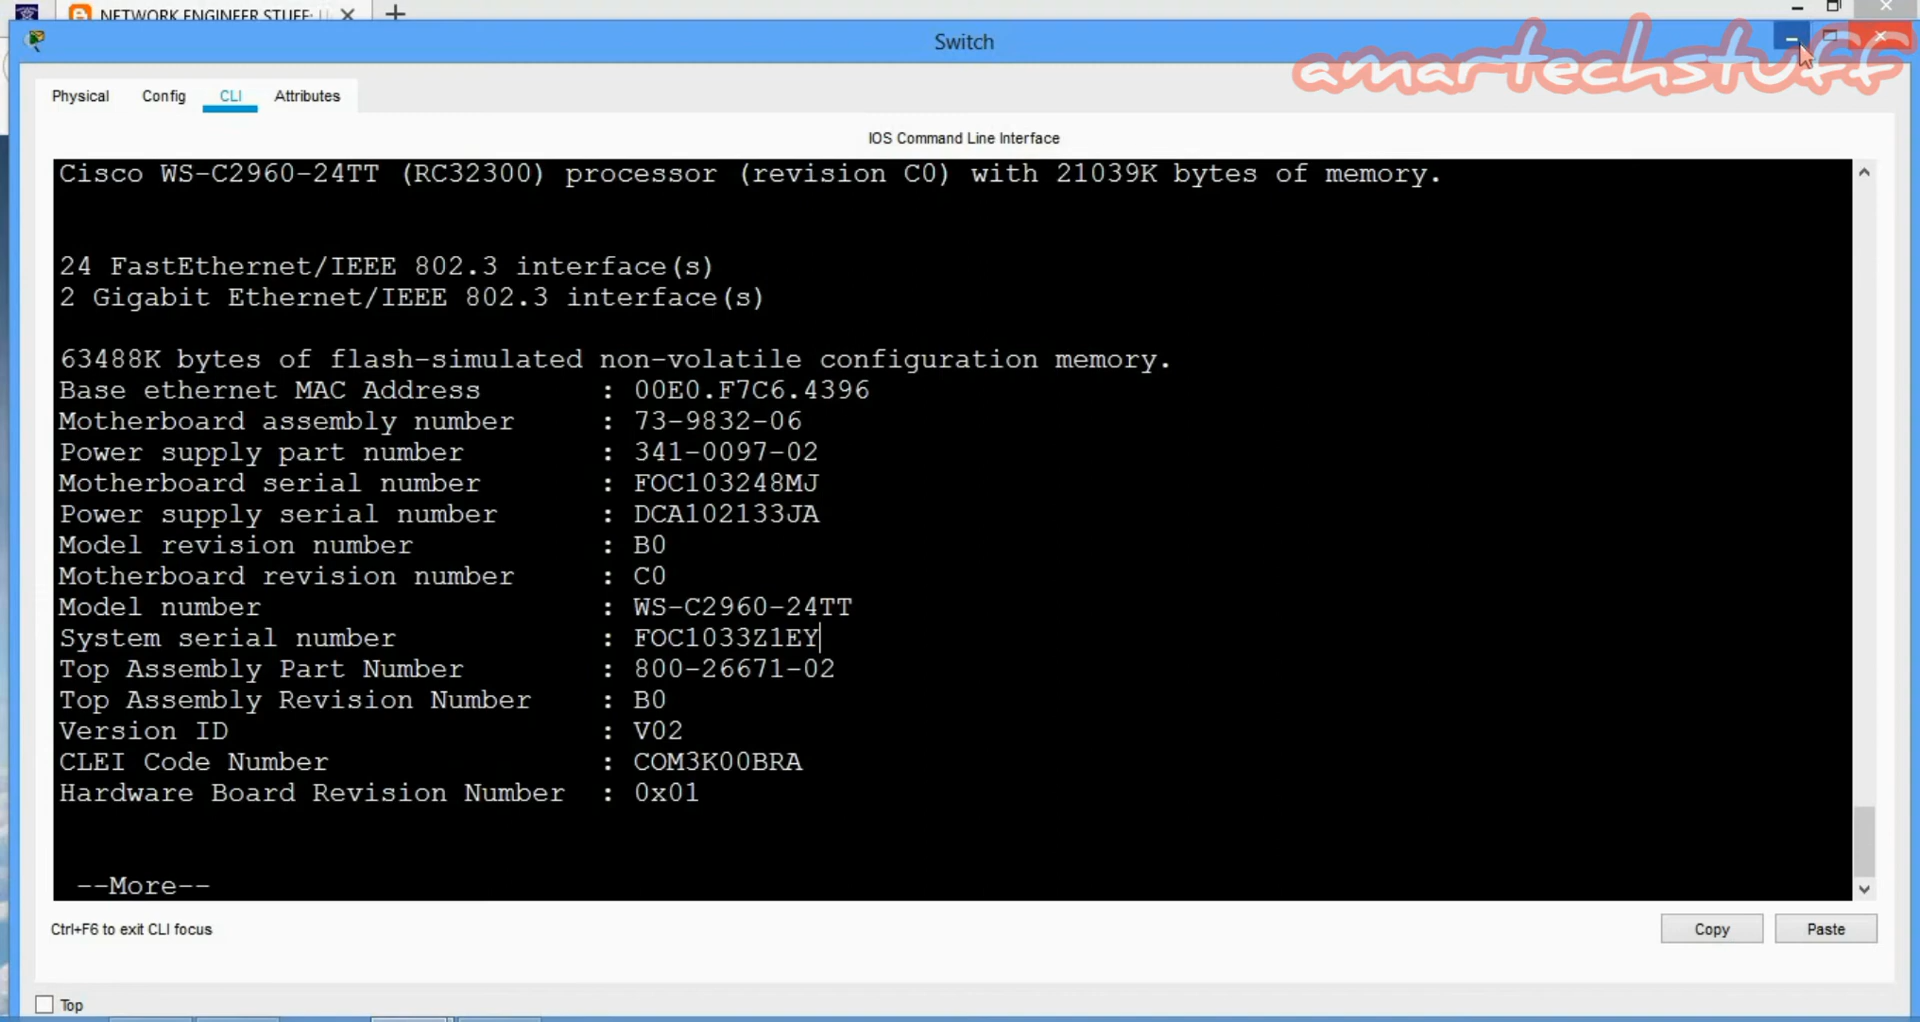 NETWORK ENGINEER STUFF:
Switch
amartechstuff
Physical Config CLI Attributes
IOS Command Line Interface
Cisco WS-C2960-24TT (RC32300) processor (revision C0) with 21039K bytes of memory.
24 FastEthernet/IEEE 802.3 interface(s)
2 Gigabit Ethernet/IEEE 802.3 interface(s)
63488K bytes of flash-simulated non-volatile configuration memory.
Base ethernet MAC Address : 00E0.F7C6.4396
Motherboard assembly number : 73-9832-06
Power supply part number : 341-0097-02
Motherboard serial number : FOC103248MJ
Power supply serial number : DCA102133JA
Model revision number : B0
Motherboard revision number : C0
Model number : WS-C2960-24TT
System serial number : FOC1033Z1EY
Top Assembly Part Number : 800-26671-02
Top Assembly Revision Number : B0
Version ID : V02
CLEI Code Number : COM3K00BRA
Hardware Board Revision Number : 0x01
--More--
Ctrl+F6 to exit CLI focus
Copy Paste
Top